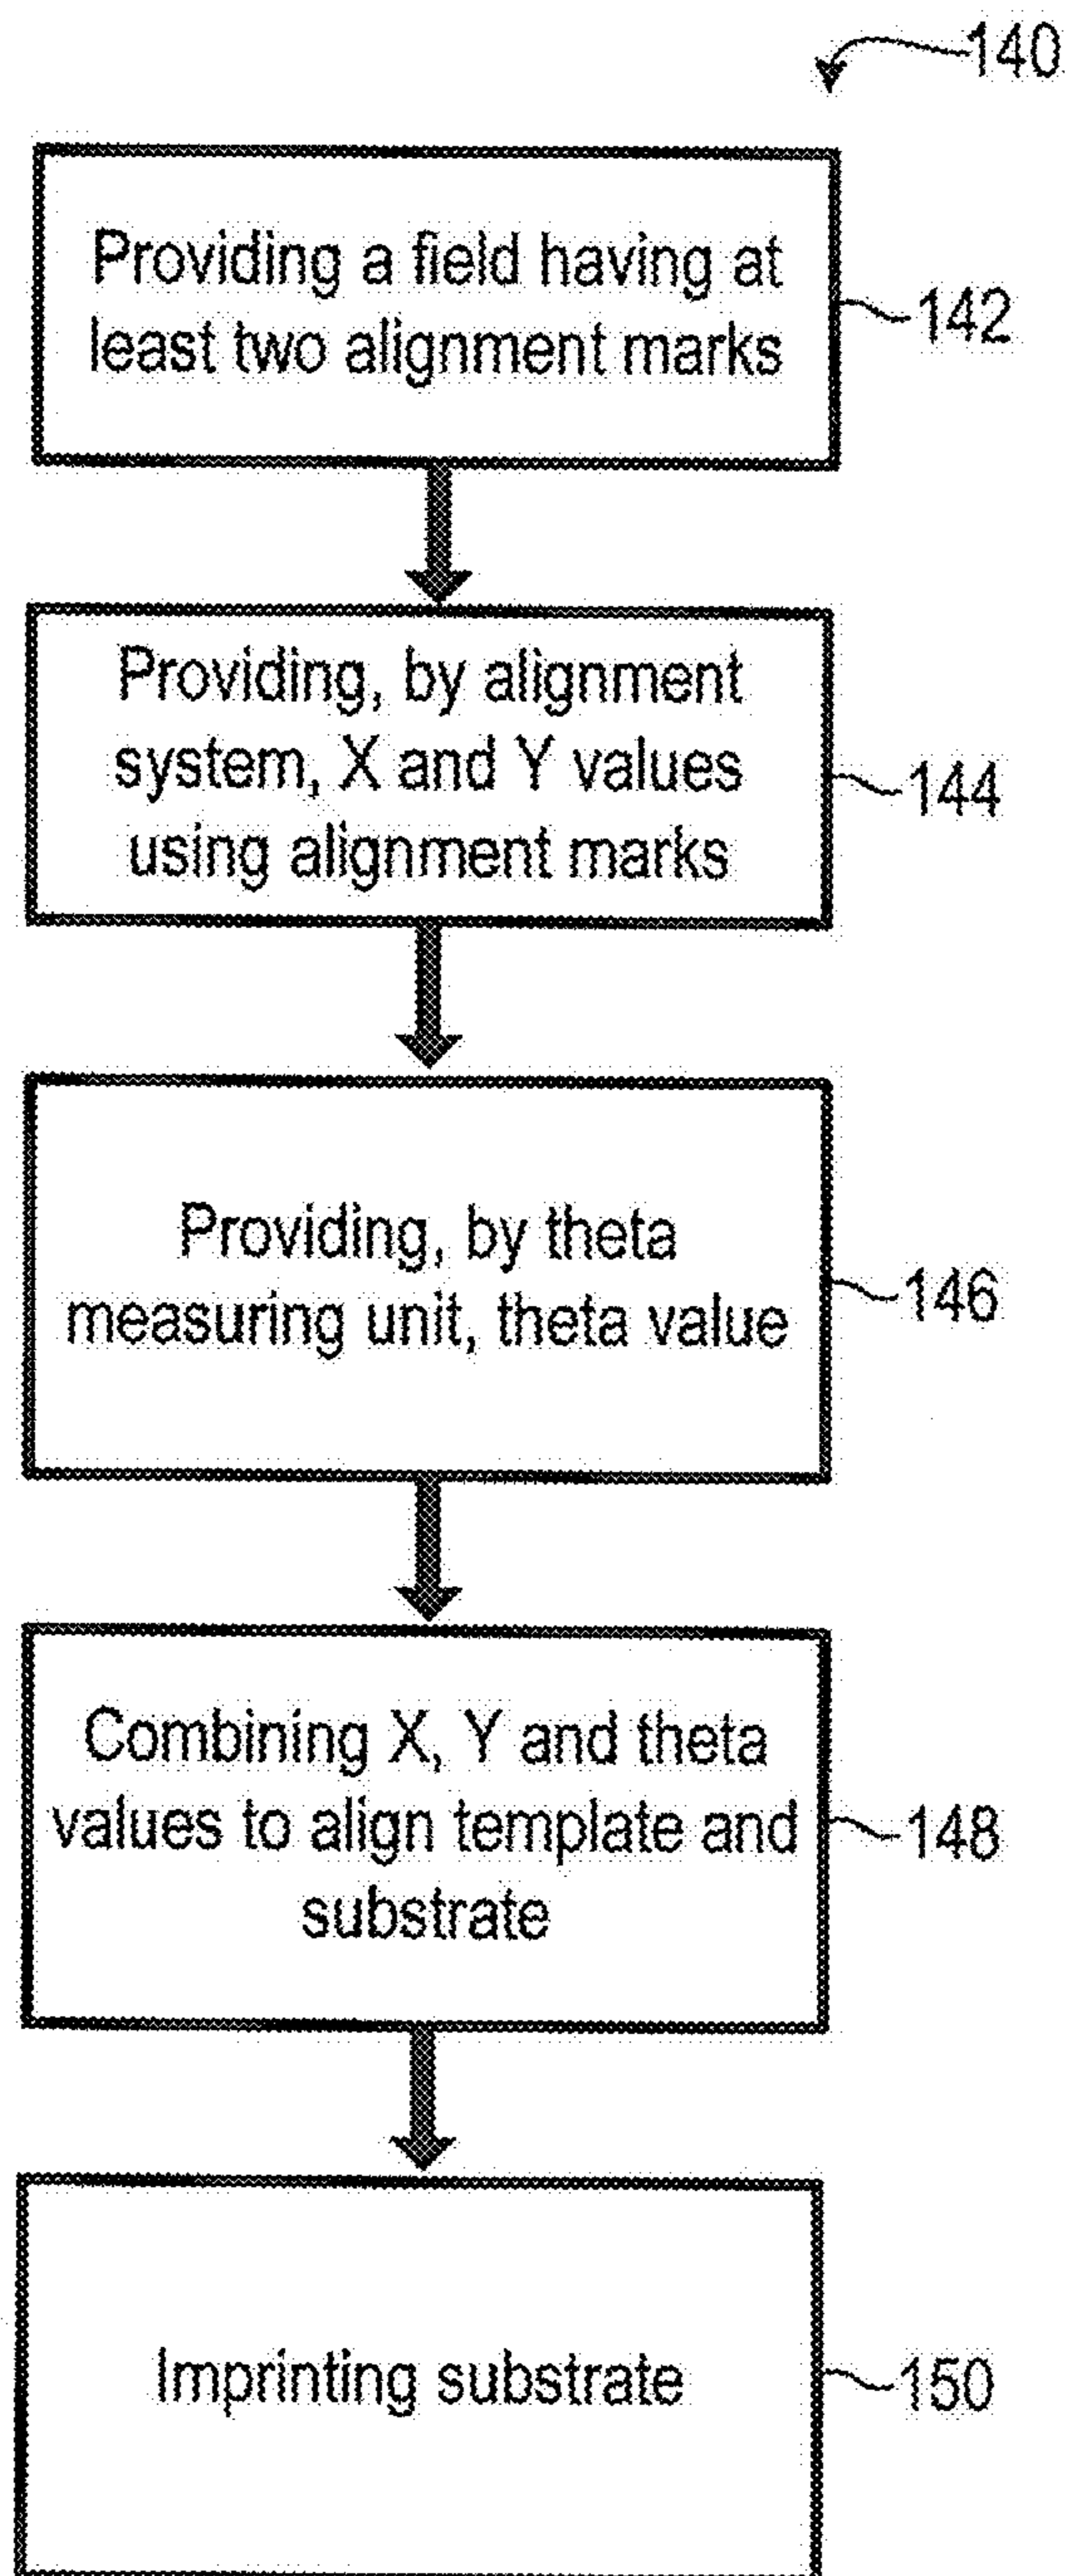 140
Providing a field having at
least two alignment marks
142
Providing, by alignment
system, X and Y values
using alignment marks
144
Providing, by theta
measuring unit, theta value
146
Combining X, Y and theta
values to align template and
substrate
148
Imprinting substrate
150